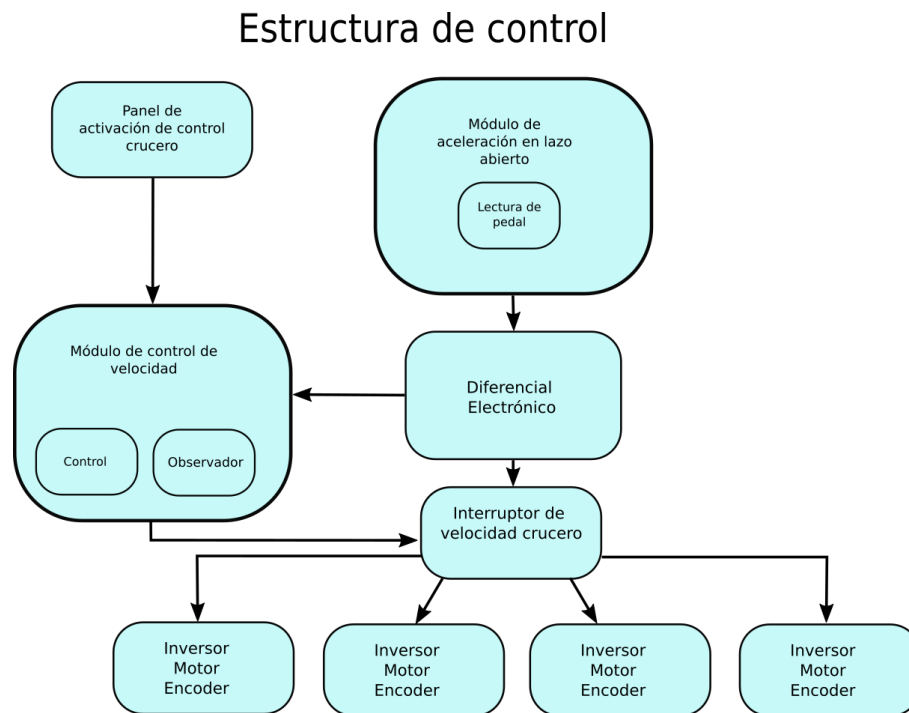 Estructura de control
Panel de
activación de control
crucero
Módulo de
aceleración en lazo
abierto
Lectura de
pedal
Módulo de control de
velocidad
Control
Observador
Diferencial
Electrónico
Interruptor de
velocidad crucero
Inversor
Motor
Encoder
Inversor
Motor
Encoder
Inversor
Motor
Encoder
Inversor
Motor
Encoder